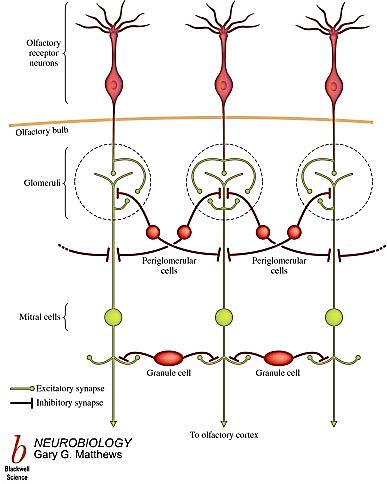 Olfactory
receptor
neurons
Olfactory bulb
Glomeruli
Periglomerular
cells
Periglomerular
cells
Mitral cells
Granule cell
Granule cell
Excitatory synapse
Inhibitory synapse
To olfactory cortex
b
Blackwell
Science
NEUROBIOLOGY
Gary G. Matthews